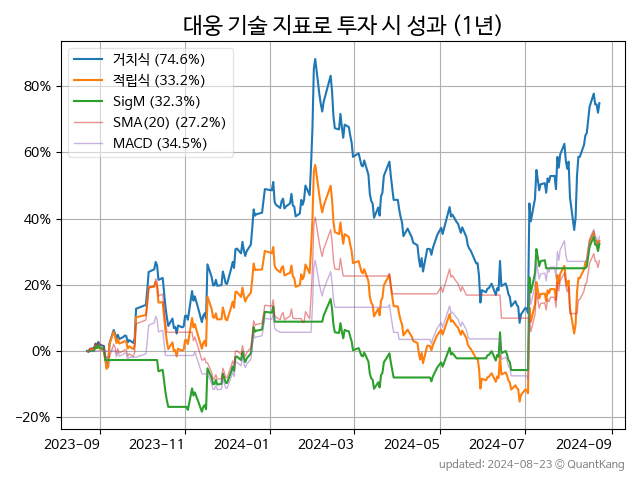 대웅 기술 지표로 투자 시 성과 (1년)
거치식 (74.6%)
적립식 (33.2%)
SigM (32.3%)
SMA(20) (27.2%)
MACD (34.5%)
80%
60%
40%
20%
0%
−20%
2023-09 2023-11 2024-01 2024-03 2024-05 2024-07 2024-09
updated: 2024-08-23 © QuantKang